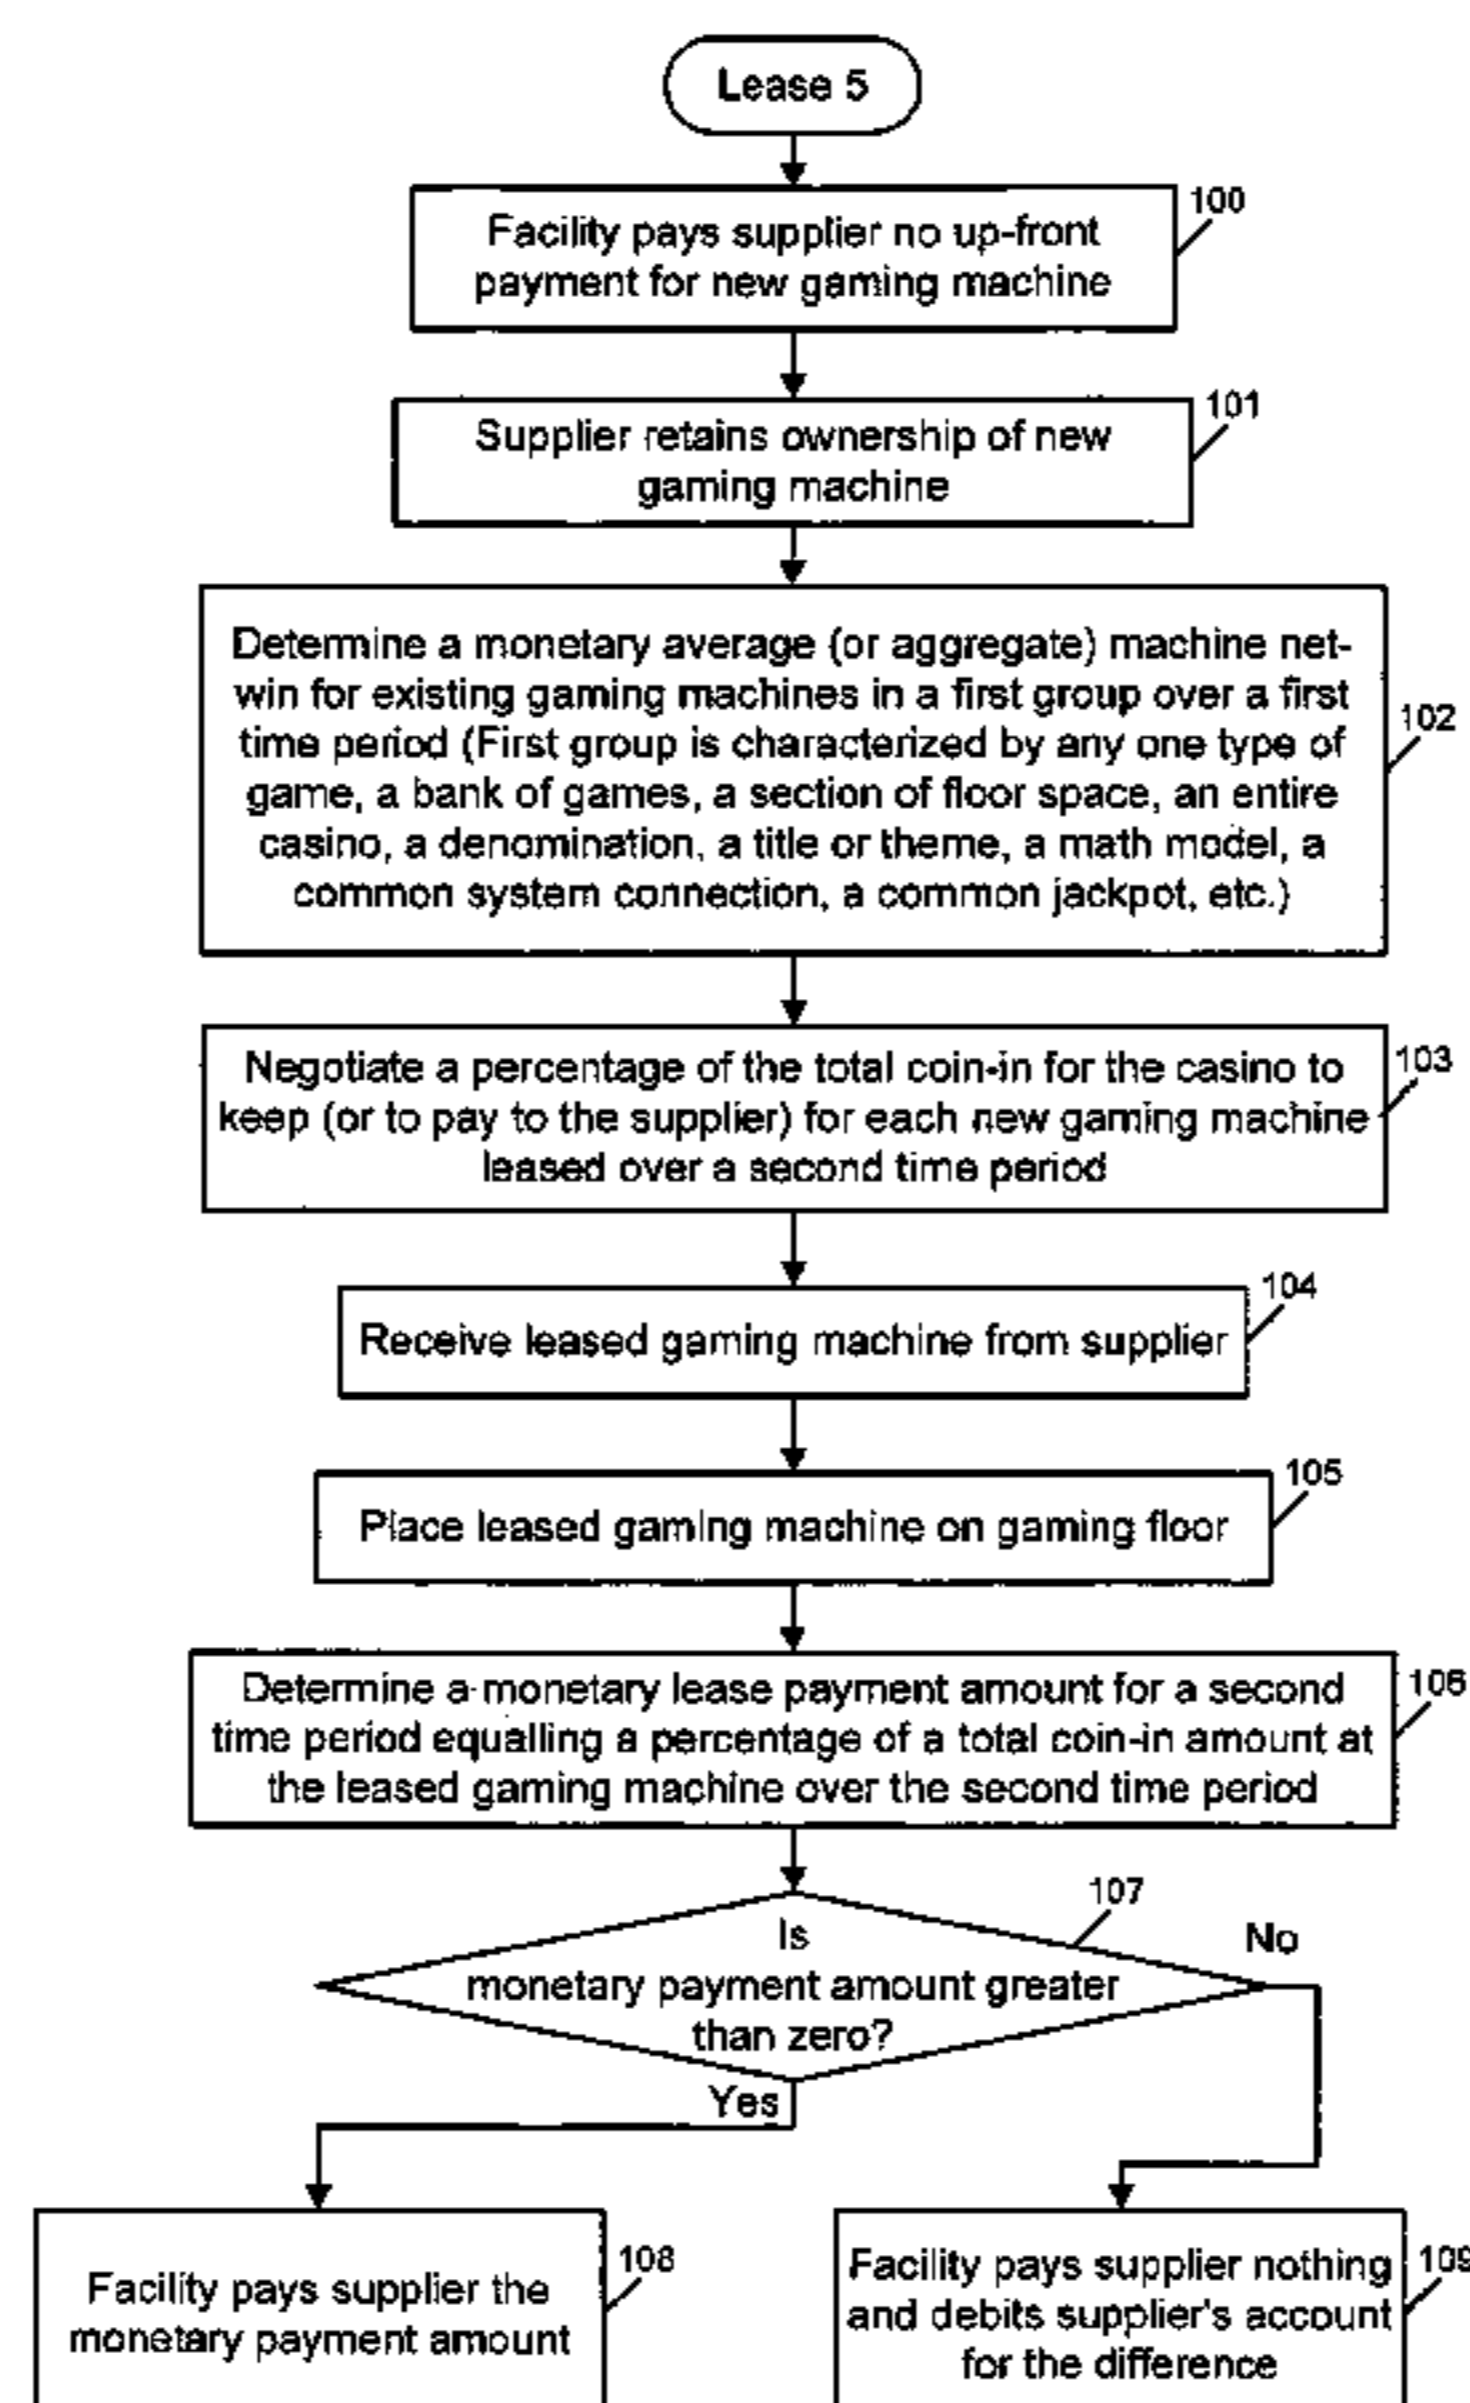 Lease 5
100
Facility pays supplier no up-front
payment for new gaming machine
101
Supplier retains ownership of new
gaming machine
Determine a monetary average (or aggregate) machine net-
win for existing gaming machines in a first group over a first
time period (First group is characterized by any one type of
game, a bank of games, a section of floor space, an entire
casino, a denomination, a title or theme, a math model, a
common system connection, a common jackpot, etc.)
102
Negotiate a percentage of the total coin-in for the casino to
keep (or to pay to the supplier) for each new gaming machine
leased over a second time period
103
104
Receive leased gaming machine from supplier
105
Place leased gaming machine on gaming floor
Determine a monetary lease payment amount for a second
time period equalling a percentage of a total coin-in amount at
the leased gaming machine over the second time period
106
107
Is
monetary payment amount greater
than zero?
No
Yes
Facility pays supplier the
monetary payment amount
108
Facility pays supplier nothing
and debits supplier's account
for the difference
109